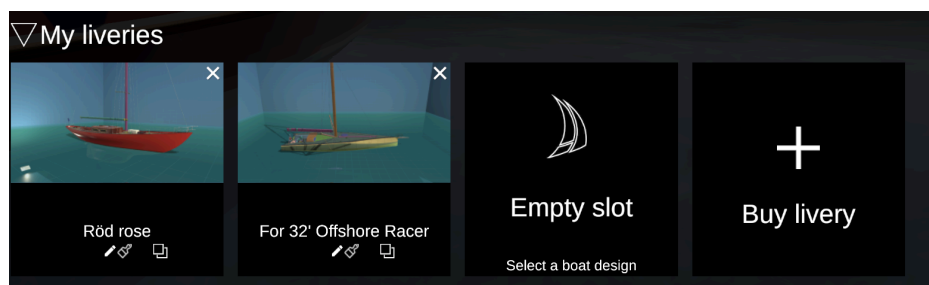 My liveries
Röd rose
For 32' Offshore Racer
Empty slot
Select a boat design
Buy livery